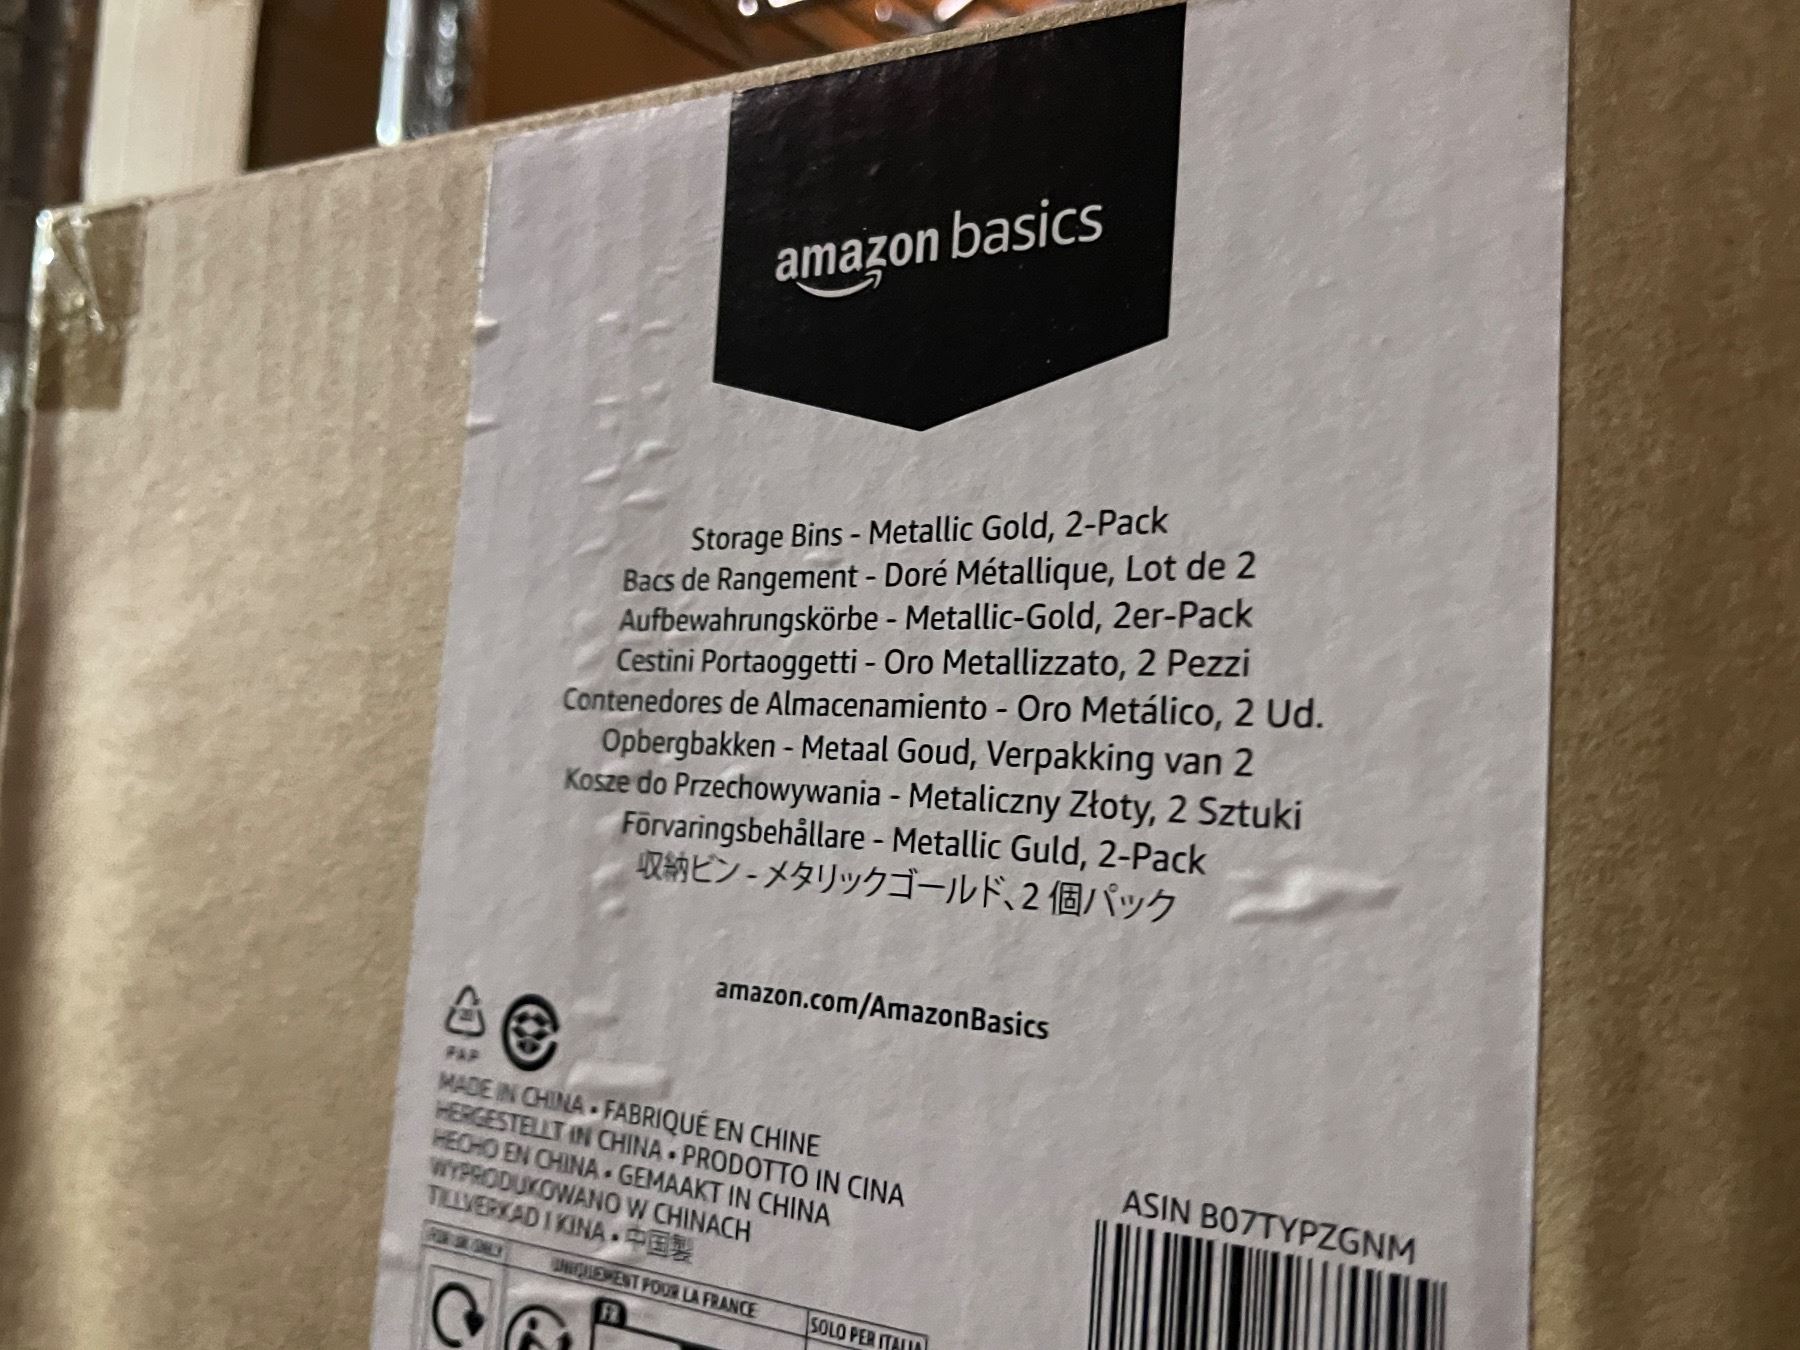 amazon basics
Storage Bins - Metallic Gold, 2-Pack
Bacs de Rangement - Doré Métallique, Lot de 2
Aufbewahrungskörbe - Metallic-Gold, 2er-Pack
Cestini Portaoggetti - Oro Metallizzato, 2 Pezzi
Contenedores de Almacenamiento - Oro Metálico, 2 Ud.
Opbergbakken - Metaal Goud, Verpakking van 2
Kosze do Przechowywania - Metaliczny Złoty, 2 Sztuki
Förvaringsbehållare - Metallic Guld, 2-Pack
収納ビン - メタリックゴールド、2 個パック
amazon.com/AmazonBasics
20
PAP
MADE IN CHINA • FABRIQUÉ EN CHINE
HERGESTELLT IN CHINA • PRODOTTO IN CINA
HECHO EN CHINA • GEMAAKT IN CHINA
WYPRODUKOWANO W CHINACH
TILLVERKAD I KINA • 中国製
ASIN B07TYPZGNM
FOR UK ONLY
UNIQUEMENT POUR LA FRANCE
SOLO PER ITALIA
FR